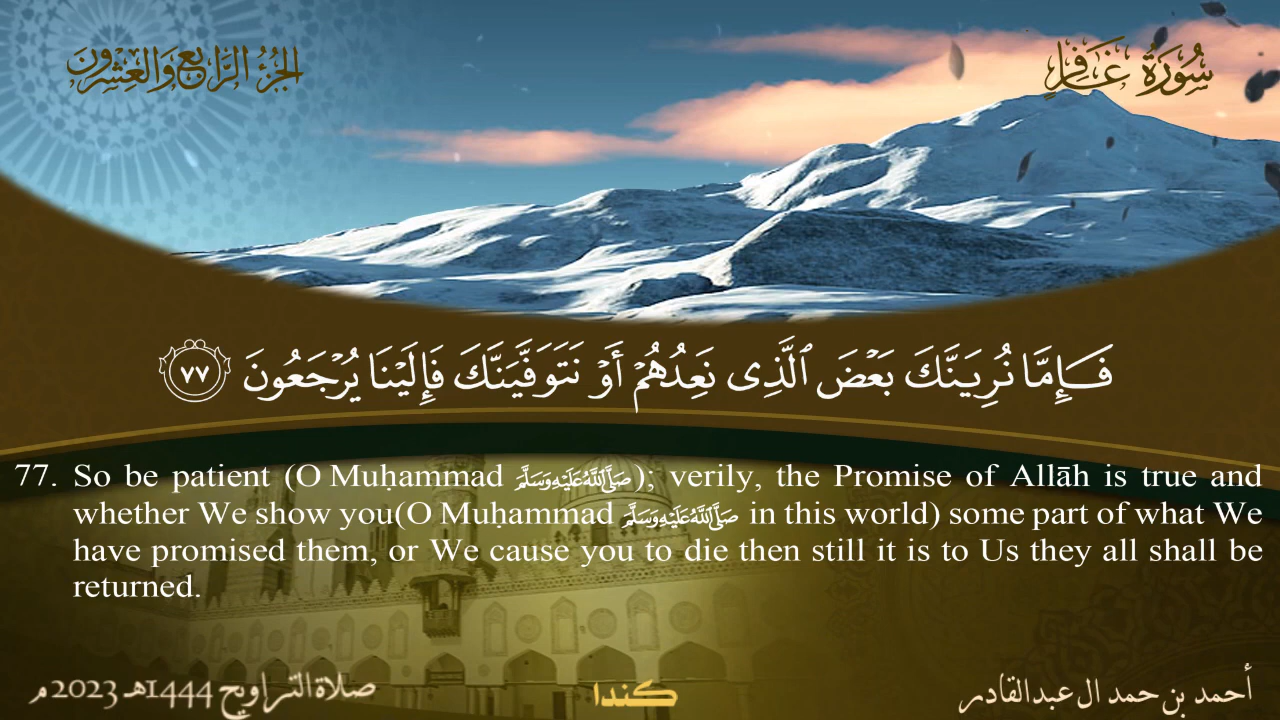 الجزء الرابع والعشرون
سورة غافر
فَإِمَّا نُرِيَنَّكَ بَعْضَ ٱلَّذِى نَعِدُهُمْ أَوْ نَتَوَفَّيَنَّكَ فَإِلَيْنَا يُرْجَعُونَ ٧٧
77. So be patient (O Muḥammad ﷺ); verily, the Promise of Allāh is true and
whether We show you(O Muḥammad ﷺ in this world) some part of what We
have promised them, or We cause you to die then still it is to Us they all shall be
returned.
صلاة التراويح 1444هـ 2023م
كندا
أحمد بن حمد ال عبدالقادر